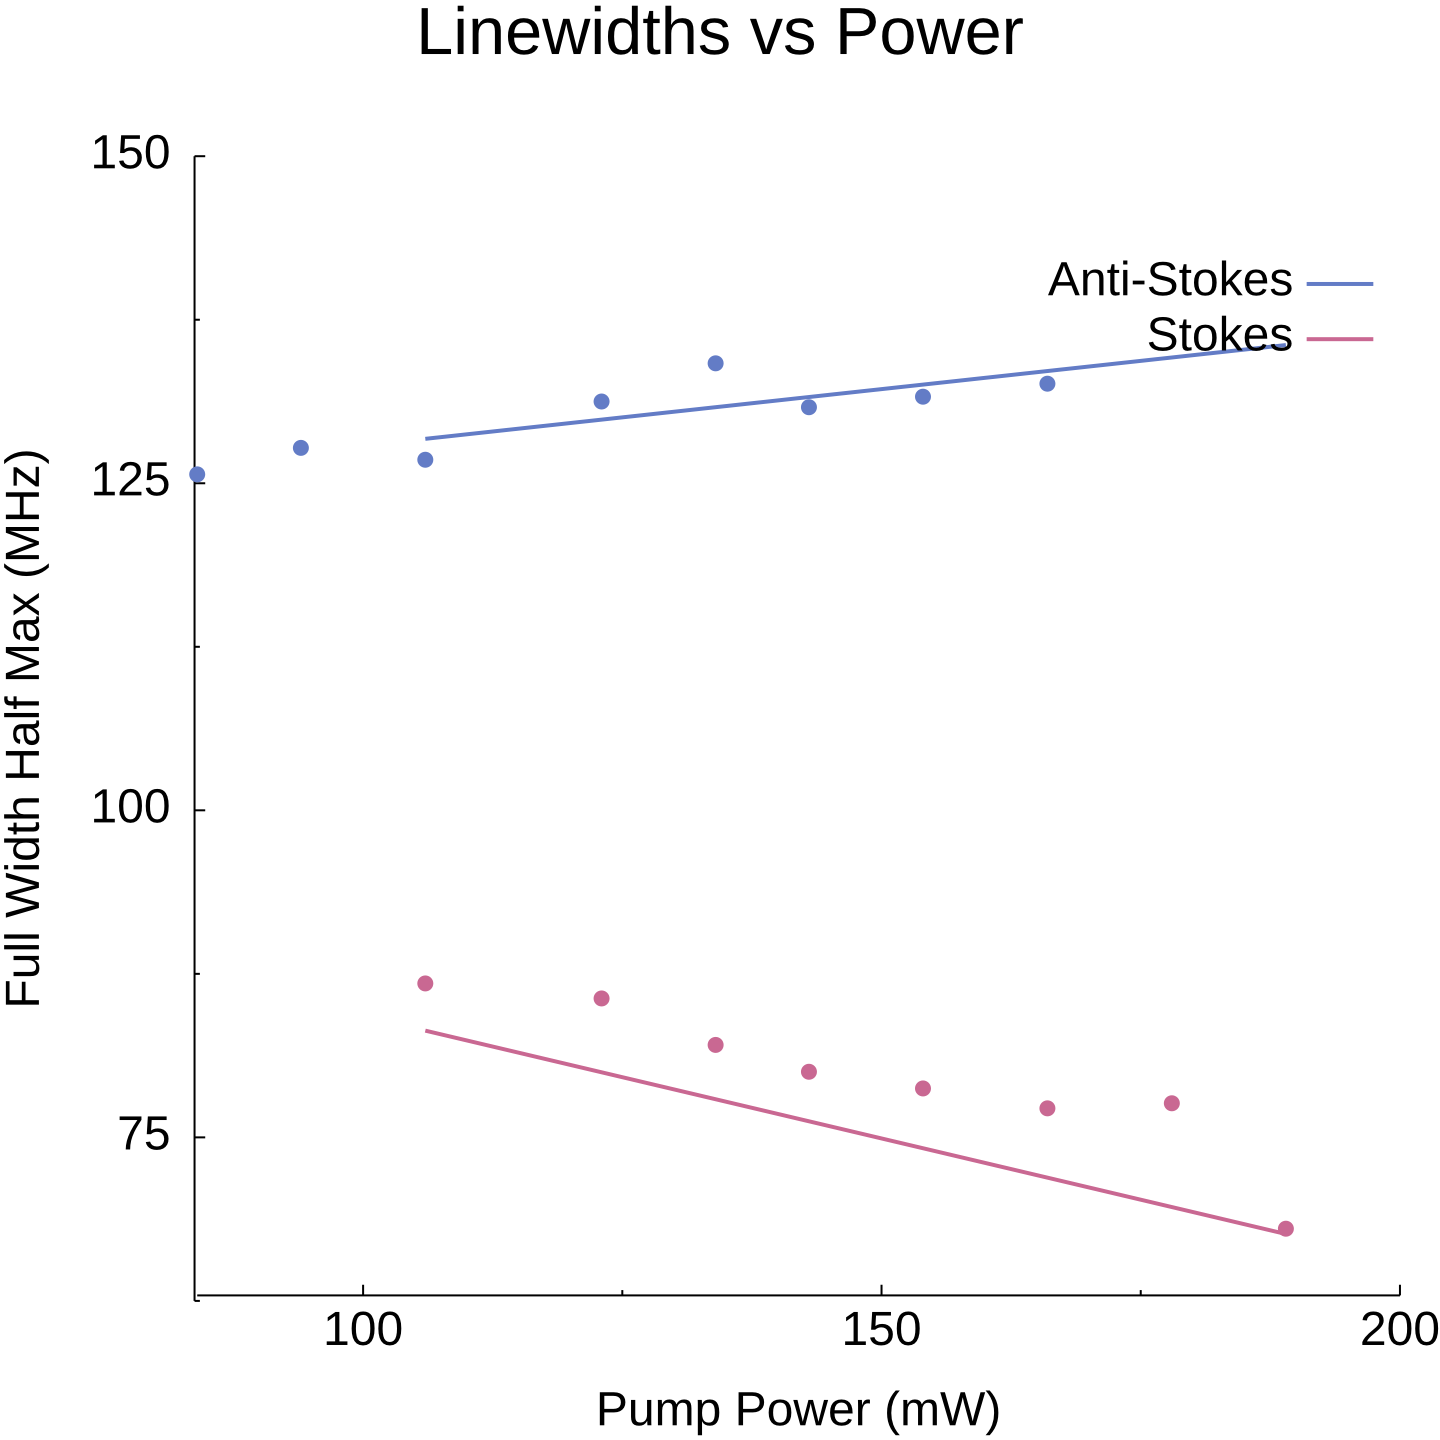 Linewidths vs Power
150
Anti-Stokes
Stokes
125
Full Width Half Max (MHz)
100
75
100
150
200
Pump Power (mW)